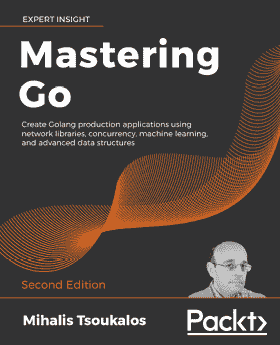 EXPERT INSIGHT
Mastering
Go
Create Golang production applications using
network libraries, concurrency, machine learning,
and advanced data structures
Second Edition
Mihalis Tsoukalos
Packt>